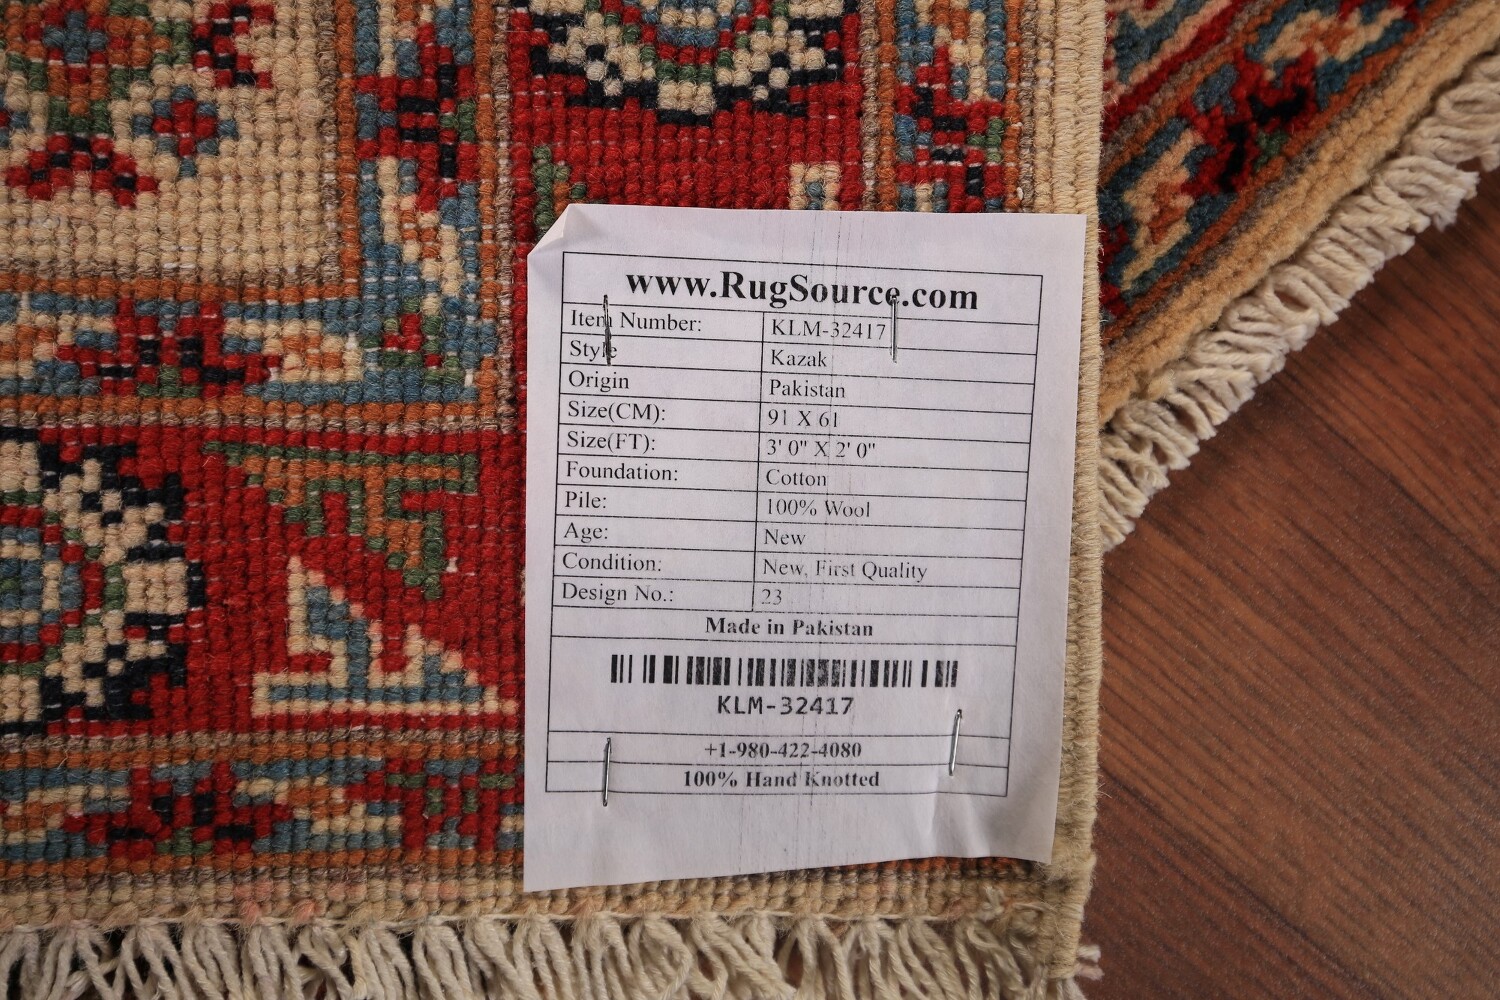 www.RugSource.com
Item Number: KLM-32417
Style Kazak
Origin Pakistan
Size(CM): 91 X 61
Size(FT): 3' 0" X 2' 0"
Foundation: Cotton
Pile: 100% Wool
Age: New
Condition: New, First Quality
Design No.: 23
Made in Pakistan
KLM-32417
+1-980-422-4080
100% Hand Knotted